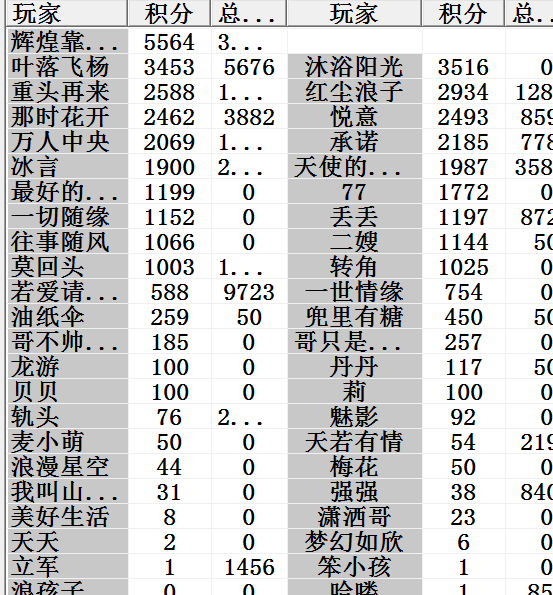 玩家 积分 总... 玩家 积分 总...
辉煌靠... 5564 3...
叶落飞杨 3453 5676 沐浴阳光 3516 0
重头再来 2588 1... 红尘浪子 2934 128
那时花开 2462 3882 悦意 2493 859
万人中央 2069 1... 承诺 2185 778
冰言 1900 2... 天使的... 1987 358
最好的... 1199 0 77 1772 0
一切随缘 1152 0 丢丢 1197 872
往事随风 1066 0 二嫂 1144 50
莫回头 1003 1... 转角 1025 0
若爱请... 588 9723 一世情缘 754 0
油纸伞 259 50 兜里有糖 450 50
哥不帅... 185 0 哥只是... 257 0
龙游 100 0 丹丹 117 50
贝贝 100 0 莉 100 0
轨头 76 2... 魅影 92 0
麦小萌 50 0 天若有情 54 219
浪漫星空 44 0 梅花 50 0
我叫山... 31 0 强强 38 840
美好生活 8 0 潇洒哥 23 0
天天 2 0 梦幻如欣 6 0
立军 1 1456 笨小孩 1 0
浪孩子 0 0 哈喽 1 85